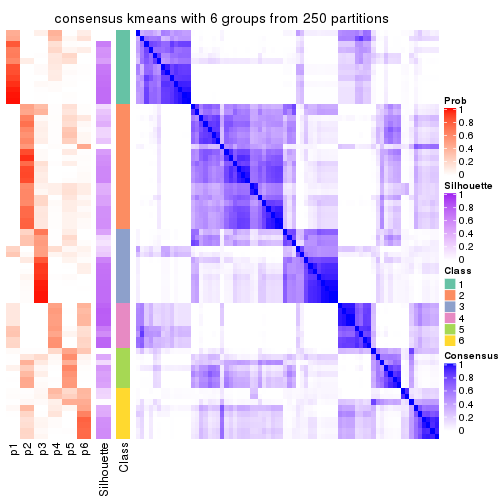 consensus kmeans with 6 groups from 250 partitions
Prob
1
0.8
0.6
0.4
0.2
0
Silhouette
1
0.8
0.6
0.4
0.2
0
Class
1
2
3
4
5
6
Consensus
1
0.8
0.6
0.4
0.2
0
p1
p2
p3
p4
p5
p6
Silhouette
Class